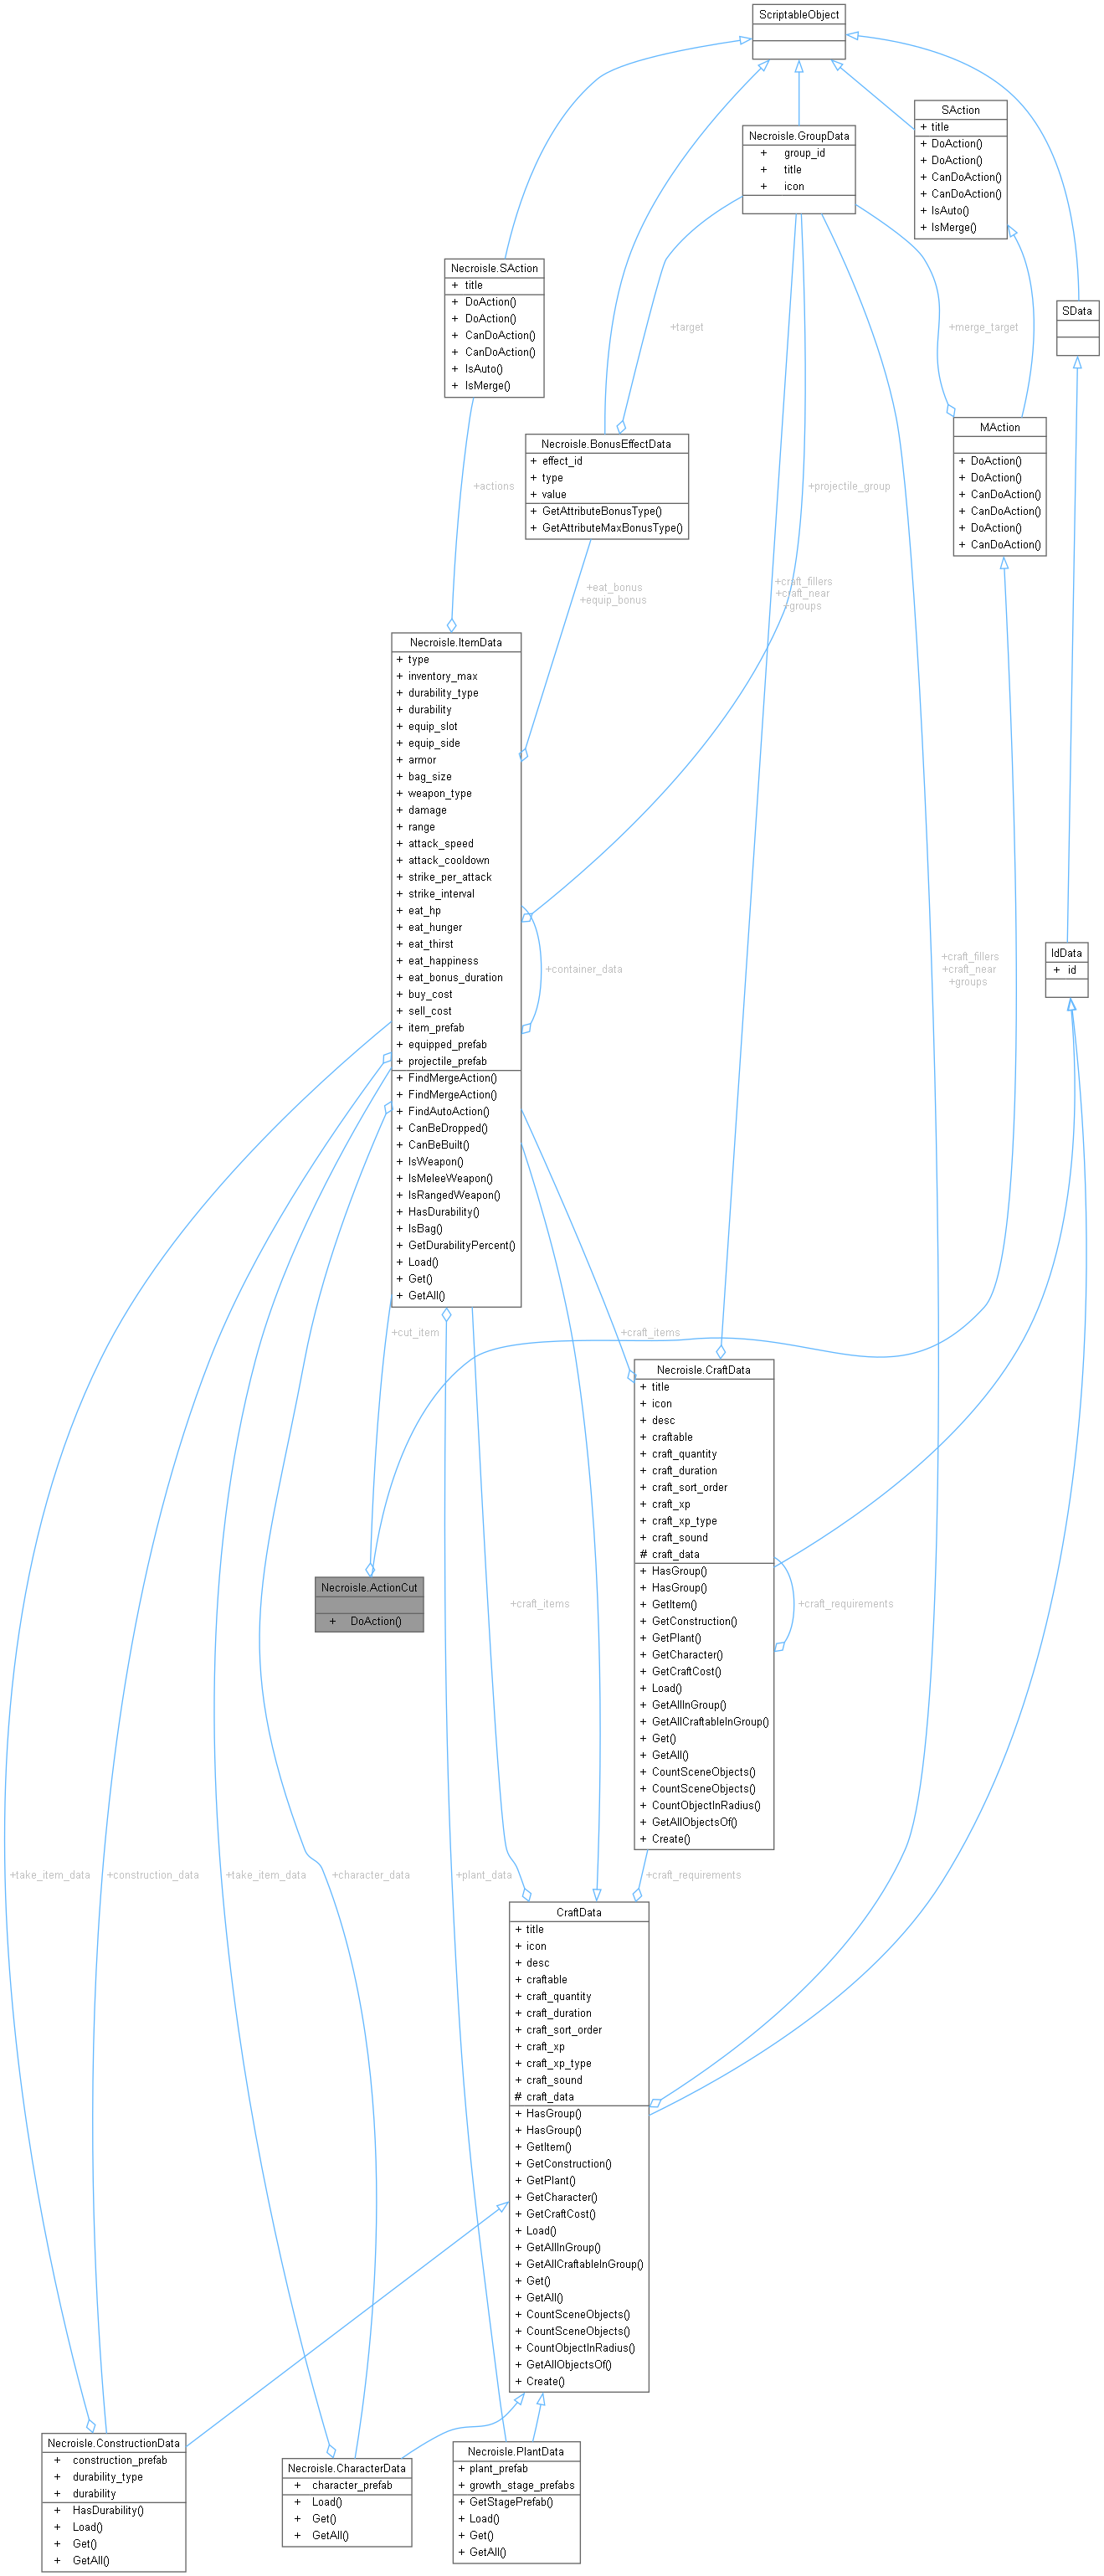 ScriptableObject
SAction
+ title
+ DoAction()
+ DoAction()
+ CanDoAction()
+ CanDoAction()
+ IsAuto()
+ IsMerge()
Necroisle.GroupData
+ group_id
+ title
+ icon
Necroisle.SAction
+ title
+ DoAction()
+ DoAction()
+ CanDoAction()
+ CanDoAction()
+ IsAuto()
+ IsMerge()
SData
+target
+merge_target
MAction
+ DoAction()
+ DoAction()
+ CanDoAction()
+ CanDoAction()
+ DoAction()
+ CanDoAction()
Necroisle.BonusEffectData
+ effect_id
+ type
+ value
+ GetAttributeBonusType()
+ GetAttributeMaxBonusType()
+actions
+projectile_group
+eat_bonus
+equip_bonus
+craft_fillers
+craft_near
+groups
Necroisle.ItemData
+ type
+ inventory_max
+ durability_type
+ durability
+ equip_slot
+ equip_side
+ armor
+ bag_size
+ weapon_type
+ damage
+ range
+ attack_speed
+ attack_cooldown
+ strike_per_attack
+ strike_interval
+ eat_hp
+ eat_hunger
+ eat_thirst
+ eat_happiness
+ eat_bonus_duration
+ buy_cost
+ sell_cost
+ item_prefab
+ equipped_prefab
+ projectile_prefab
+ FindMergeAction()
+ FindMergeAction()
+ FindAutoAction()
+ CanBeDropped()
+ CanBeBuilt()
+ IsWeapon()
+ IsMeleeWeapon()
+ IsRangedWeapon()
+ HasDurability()
+ IsBag()
+ GetDurabilityPercent()
+ Load()
+ Get()
+ GetAll()
+container_data
+craft_fillers
+craft_near
+groups
IdData
+ id
+cut_item
+craft_items
Necroisle.CraftData
+ title
+ icon
+ desc
+ craftable
+ craft_quantity
+ craft_duration
+ craft_sort_order
+ craft_xp
+ craft_xp_type
+ craft_sound
# craft_data
+ HasGroup()
+ HasGroup()
+ GetItem()
+ GetConstruction()
+ GetPlant()
+ GetCharacter()
+ GetCraftCost()
+ Load()
+ GetAllInGroup()
+ GetAllCraftableInGroup()
+ Get()
+ GetAll()
+ CountSceneObjects()
+ CountSceneObjects()
+ CountObjectInRadius()
+ GetAllObjectsOf()
+ Create()
Necroisle.ActionCut
+ DoAction()
+craft_items
+craft_requirements
+take_item_data
+construction_data
+take_item_data
+character_data
+plant_data
+craft_requirements
CraftData
+ title
+ icon
+ desc
+ craftable
+ craft_quantity
+ craft_duration
+ craft_sort_order
+ craft_xp
+ craft_xp_type
+ craft_sound
# craft_data
+ HasGroup()
+ HasGroup()
+ GetItem()
+ GetConstruction()
+ GetPlant()
+ GetCharacter()
+ GetCraftCost()
+ Load()
+ GetAllInGroup()
+ GetAllCraftableInGroup()
+ Get()
+ GetAll()
+ CountSceneObjects()
+ CountSceneObjects()
+ CountObjectInRadius()
+ GetAllObjectsOf()
+ Create()
Necroisle.ConstructionData
+ construction_prefab
+ durability_type
+ durability
+ HasDurability()
+ Load()
+ Get()
+ GetAll()
Necroisle.CharacterData
+ character_prefab
+ Load()
+ Get()
+ GetAll()
Necroisle.PlantData
+ plant_prefab
+ growth_stage_prefabs
+ GetStagePrefab()
+ Load()
+ Get()
+ GetAll()